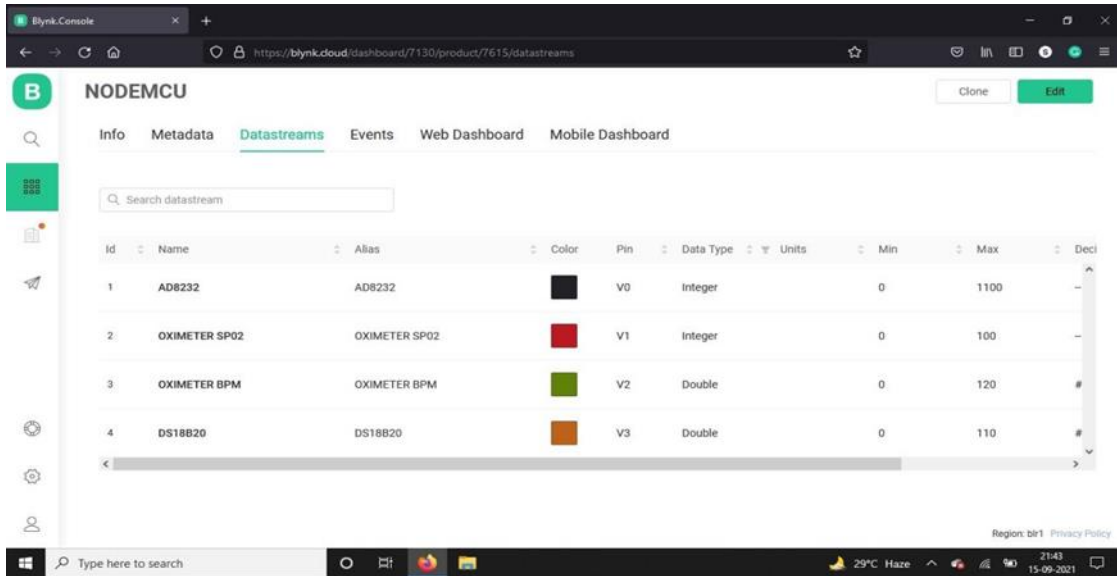 Blynk.Console
https://blynk.cloud/dashboard/7130/product/7615/datastreams
B
NODEMCU
Clone
Edit
Info Metadata Datastreams Events Web Dashboard Mobile Dashboard
Search datastream
Id Name Alias Color Pin Data Type Units Min Max Deci
1 AD8232 AD8232 V0 Integer 0 1100 --
2 OXIMETER SP02 OXIMETER SP02 V1 Integer 0 100 --
3 OXIMETER BPM OXIMETER BPM V2 Double 0 120 #
4 DS18B20 DS18B20 V3 Double 0 110 #
Region: blr1 Privacy Policy
Type here to search
29°C Haze
21:43
15-09-2021